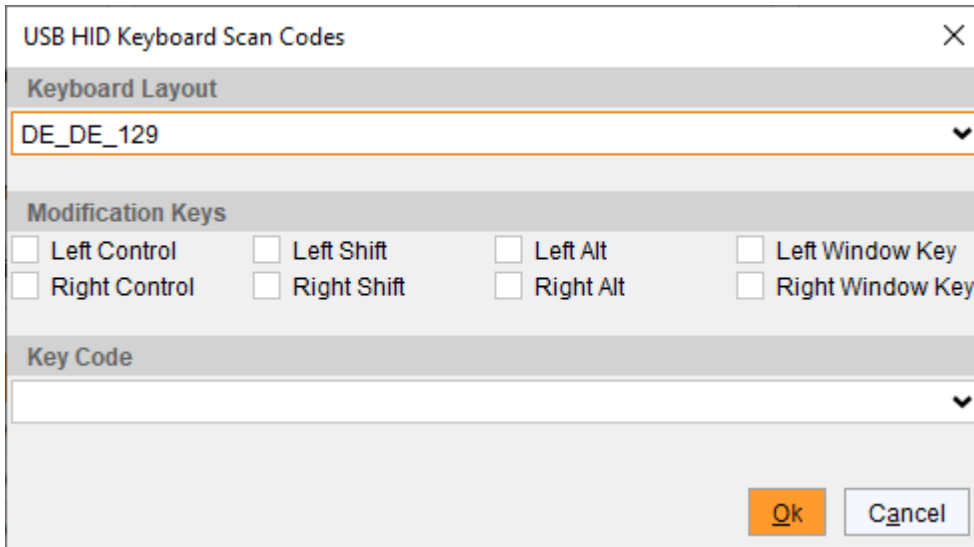 USB HID Keyboard Scan Codes
Keyboard Layout
DE_DE_129
Modification Keys
Left Control Left Shift Left Alt Left Window Key
Right Control Right Shift Right Alt Right Window Key
Key Code
Ok Cancel